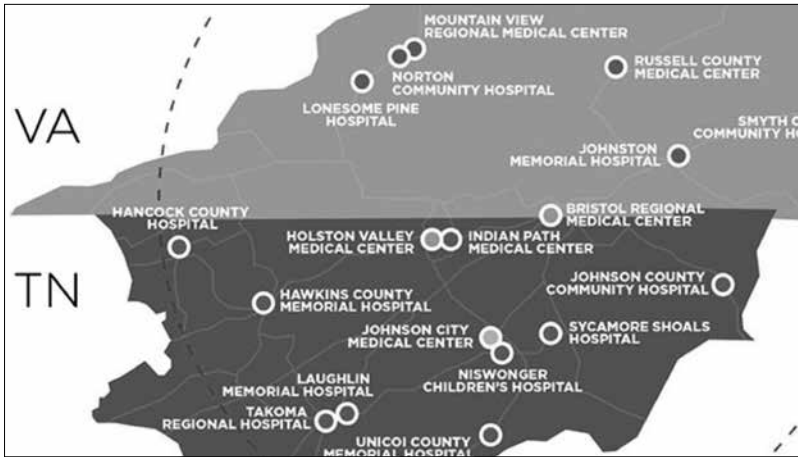 MOUNTAIN VIEW
REGIONAL MEDICAL CENTER
NORTON
COMMUNITY HOSPITAL
LONESOME PINE
HOSPITAL
RUSSELL COUNTY
MEDICAL CENTER
VA
SMYTH C
COMMUNITY HOS
JOHNSTON
MEMORIAL HOSPITAL
HANCOCK COUNTY
HOSPITAL
BRISTOL REGIONAL
MEDICAL CENTER
HOLSTON VALLEY
MEDICAL CENTER
INDIAN PATH
MEDICAL CENTER
TN
JOHNSON COUNTY
COMMUNITY HOSPITAL
HAWKINS COUNTY
MEMORIAL HOSPITAL
JOHNSON CITY
MEDICAL CENTER
SYCAMORE SHOALS
HOSPITAL
NISWONGER
CHILDREN'S HOSPITAL
LAUGHLIN
MEMORIAL HOSPITAL
TAKOMA
REGIONAL HOSPITAL
UNICOI COUNTY
MEMORIAL HOSPITAL